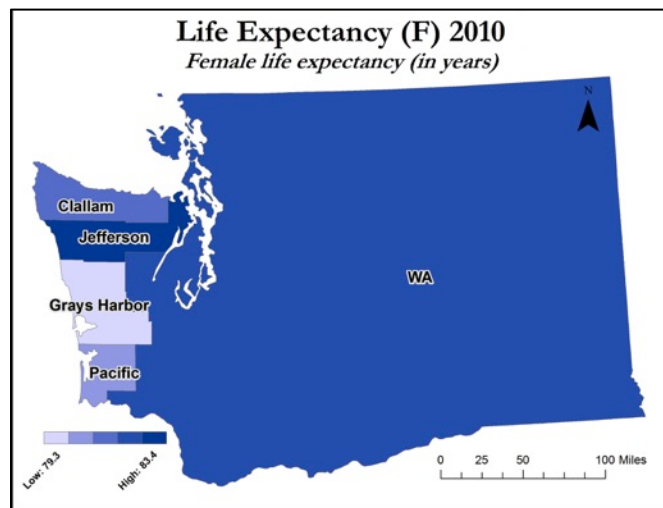 Life Expectancy (F) 2010
Female life expectancy (in years)
N
Clallam
Jefferson
WA
Grays Harbor
Pacific
Low: 79.3
High: 83.4
0 25 50 100 Miles